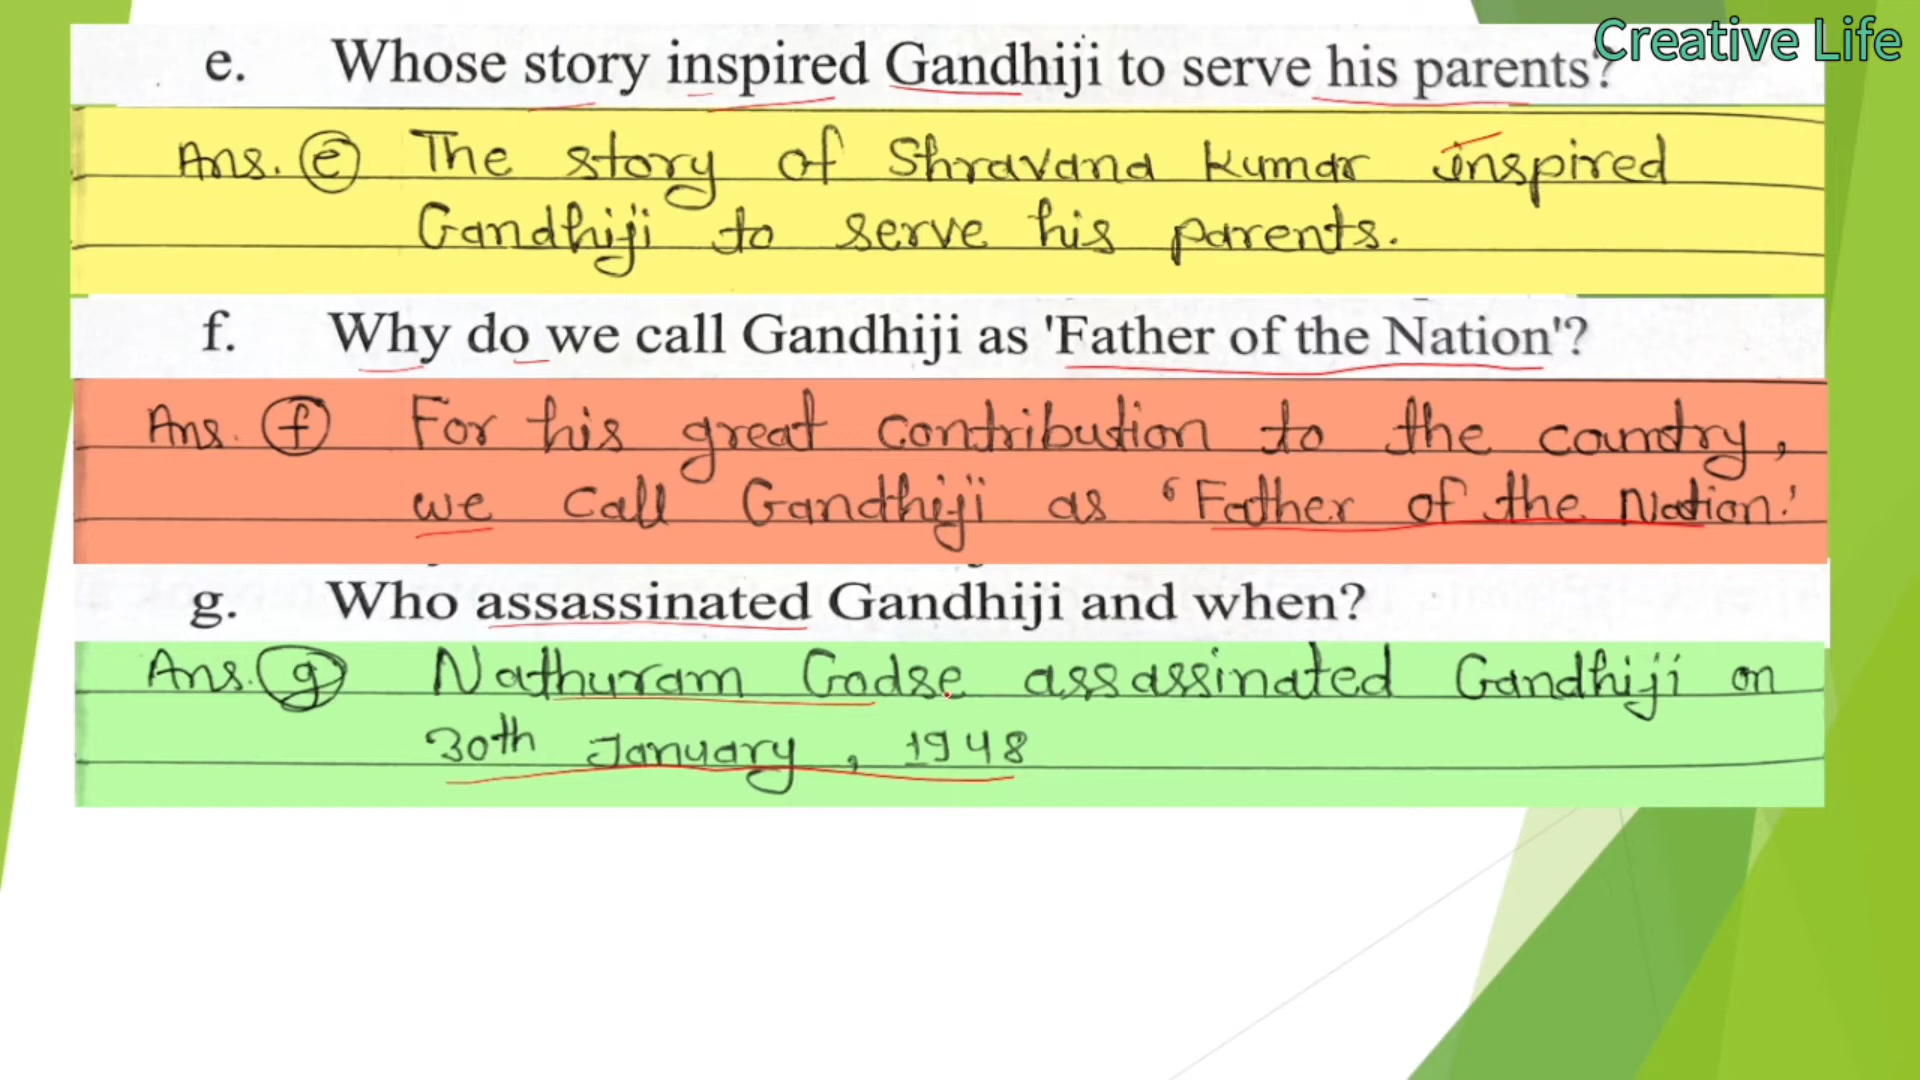 Creative Life
e. Whose story inspired Gandhiji to serve his parents?
Ans. e The story of Shravana Kumar inspired
Gandhiji to serve his parents.
f. Why do we call Gandhiji as 'Father of the Nation'?
Ans. f For his great contribution to the country,
we call Gandhiji as 'Father of the Nation.'
g. Who assassinated Gandhiji and when?
Ans. g Nathuram Godse assassinated Gandhiji on
30th January, 1948